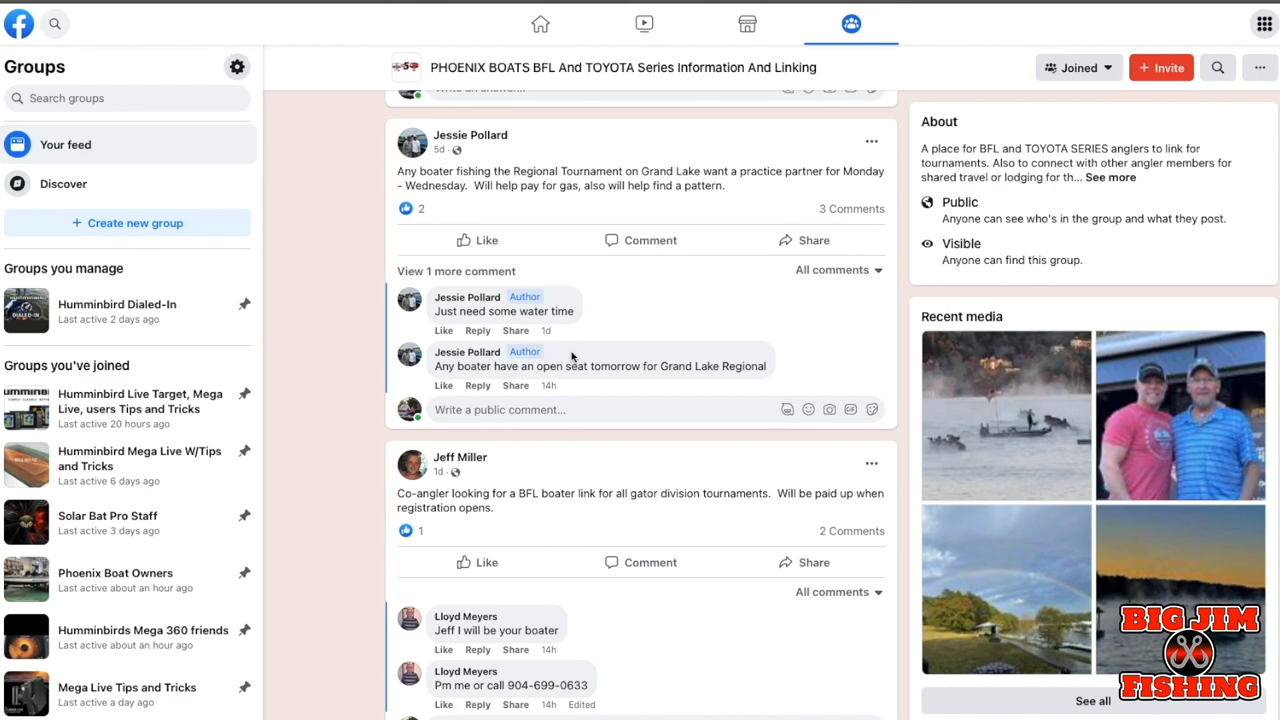 Groups
Search groups
Your feed
Discover
+ Create new group
Groups you manage
Humminbird Dialed-In
Last active 2 days ago
Groups you've joined
Humminbird Live Target, Mega
Live, users Tips and Tricks
Last active 20 hours ago
Humminbird Mega Live W/Tips
and Tricks
Last active 6 days ago
Solar Bat Pro Staff
Last active 3 days ago
Phoenix Boat Owners
Last active about an hour ago
Humminbirds Mega 360 friends
Last active about an hour ago
Mega Live Tips and Tricks
Last active a day ago
PHOENIX BOATS BFL And TOYOTA Series Information And Linking
Joined
+ Invite
Jessie Pollard
5d ·
Any boater fishing the Regional Tournament on Grand Lake want a practice partner for Monday
- Wednesday. Will help pay for gas, also will help find a pattern.
2
3 Comments
Like Comment Share
View 1 more comment
All comments
Jessie Pollard Author
Just need some water time
Like Reply Share 1d
Jessie Pollard Author
Any boater have an open seat tomorrow for Grand Lake Regional
Like Reply Share 14h
Write a public comment...
Jeff Miller
1d ·
Co-angler looking for a BFL boater link for all gator division tournaments. Will be paid up when
registration opens.
1
2 Comments
Like Comment Share
All comments
Lloyd Meyers
Jeff I will be your boater
Like Reply Share 14h
Lloyd Meyers
Pm me or call 904-699-0633
Like Reply Share 14h Edited
About
A place for BFL and TOYOTA SERIES anglers to link for
tournaments. Also to connect with other angler members for
shared travel or lodging for th... See more
Public
Anyone can see who's in the group and what they post.
Visible
Anyone can find this group.
Recent media
See all
BIG JIM
FISHING